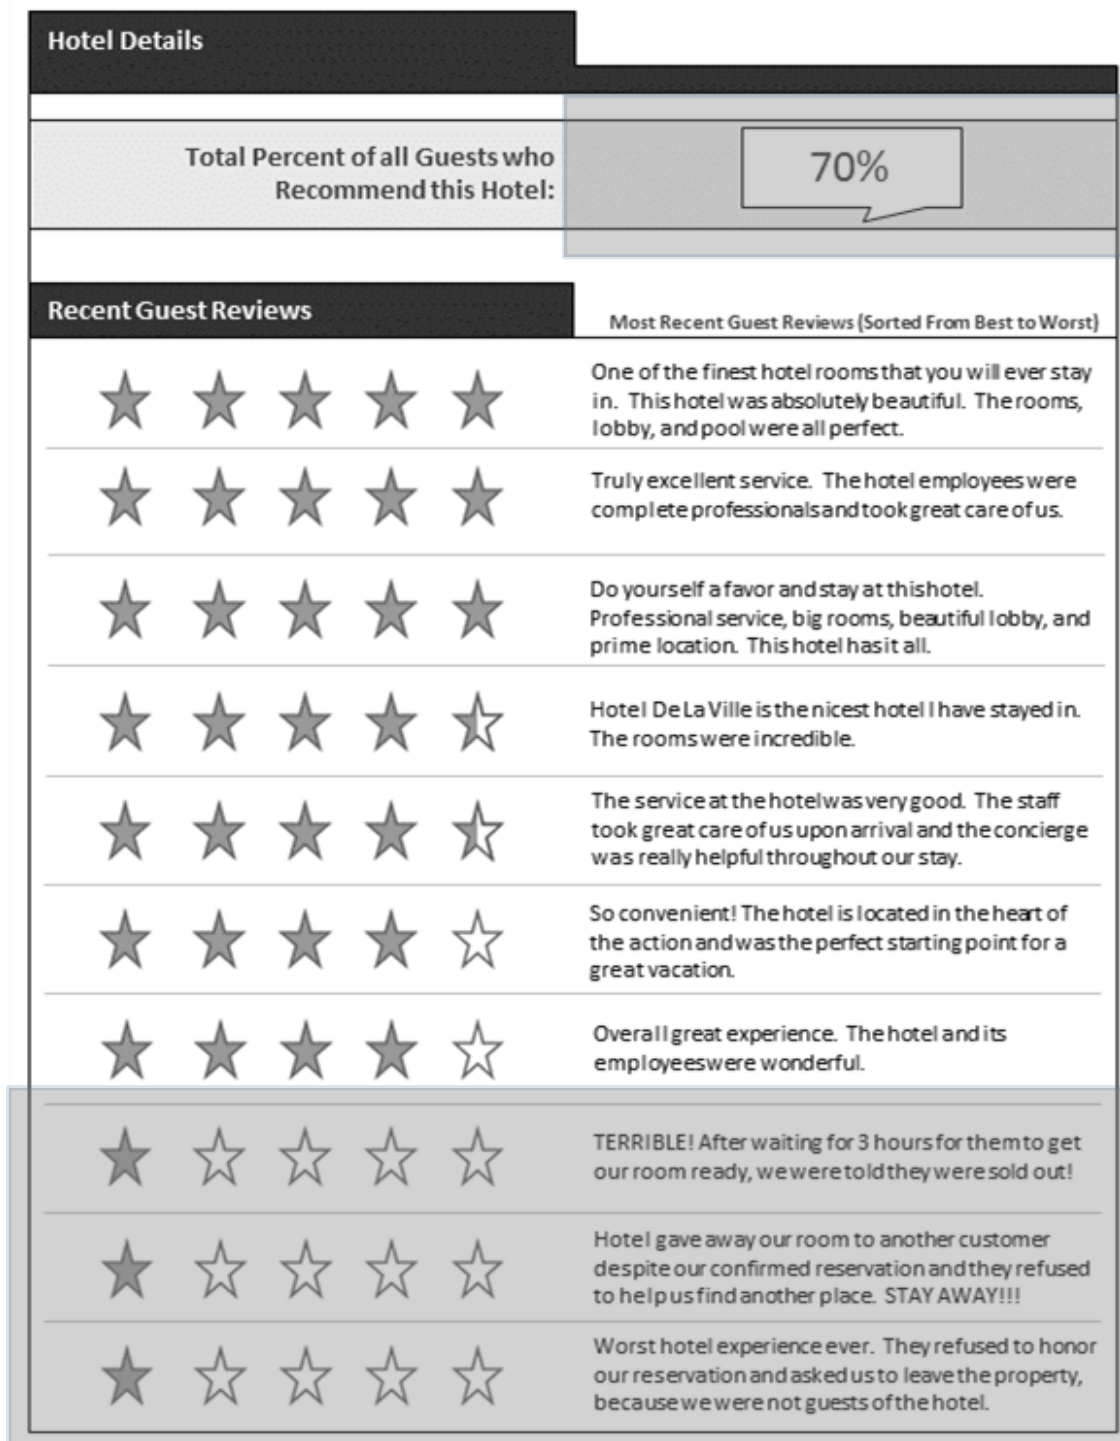 Hotel Details
Total Percent of all Guests who
Recommend this Hotel:
70%
Recent Guest Reviews
Most Recent Guest Reviews (Sorted From Best to Worst)
One of the finest hotel rooms that you will ever stay
in. This hotel was absolutely beautiful. The rooms,
lobby, and pool were all perfect.
Truly excellent service. The hotel employees were
complete professionals and took great care of us.
Do yourself a favor and stay at this hotel.
Professional service, big rooms, beautiful lobby, and
prime location. This hotel has it all.
Hotel De La Ville is the nicest hotel I have stayed in.
The rooms were incredible.
The service at the hotel was very good. The staff
took great care of us upon arrival and the concierge
was really helpful throughout our stay.
So convenient! The hotel is located in the heart of
the action and was the perfect starting point for a
great vacation.
Overall great experience. The hotel and its
employees were wonderful.
TERRIBLE! After waiting for 3 hours for them to get
our room ready, we were told they were sold out!
Hotel gave away our room to another customer
despite our confirmed reservation and they refused
to help us find another place. STAY AWAY!!!
Worst hotel experience ever. They refused to honor
our reservation and asked us to leave the property,
because we were not guests of the hotel.